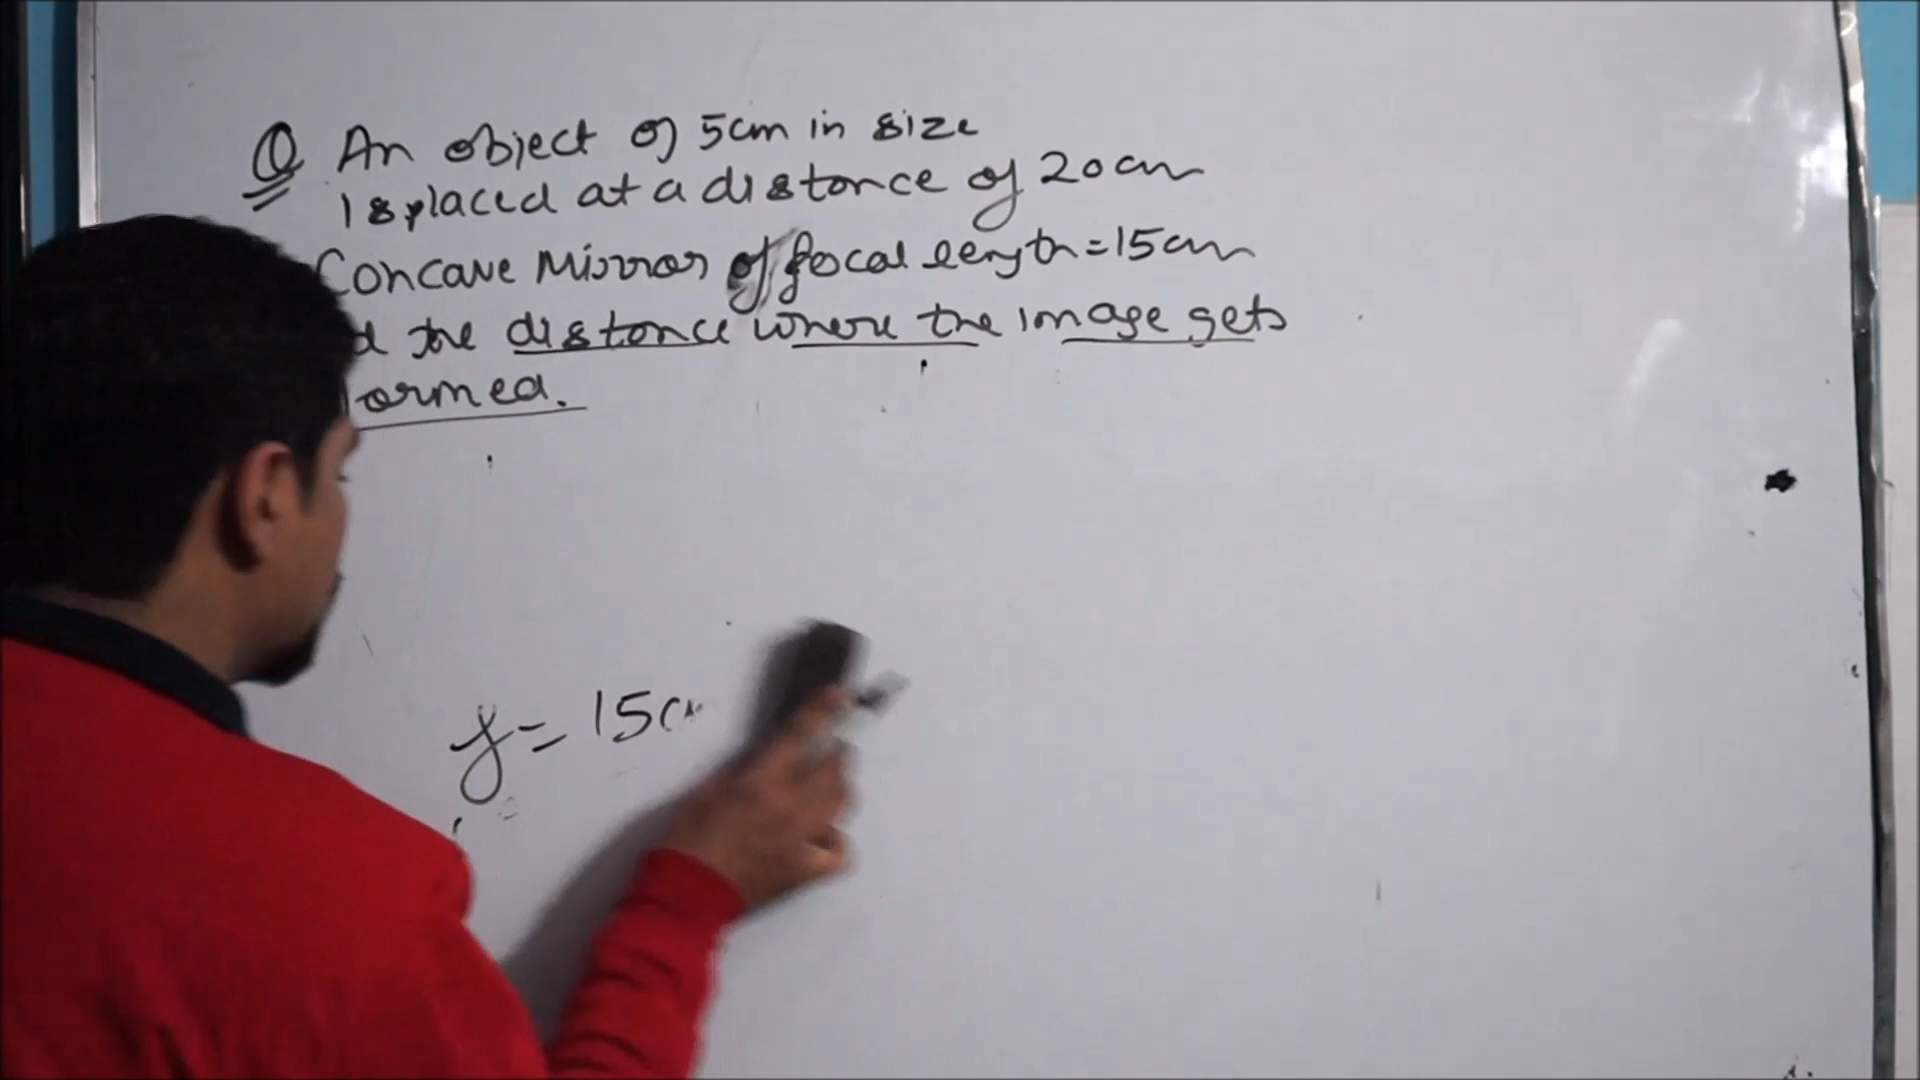 Q An object of 5cm in size
is placed at a distance of 20cm
Concave Mirror of focal length=15cm
the distance where the image gets
ormed.
f= 15c